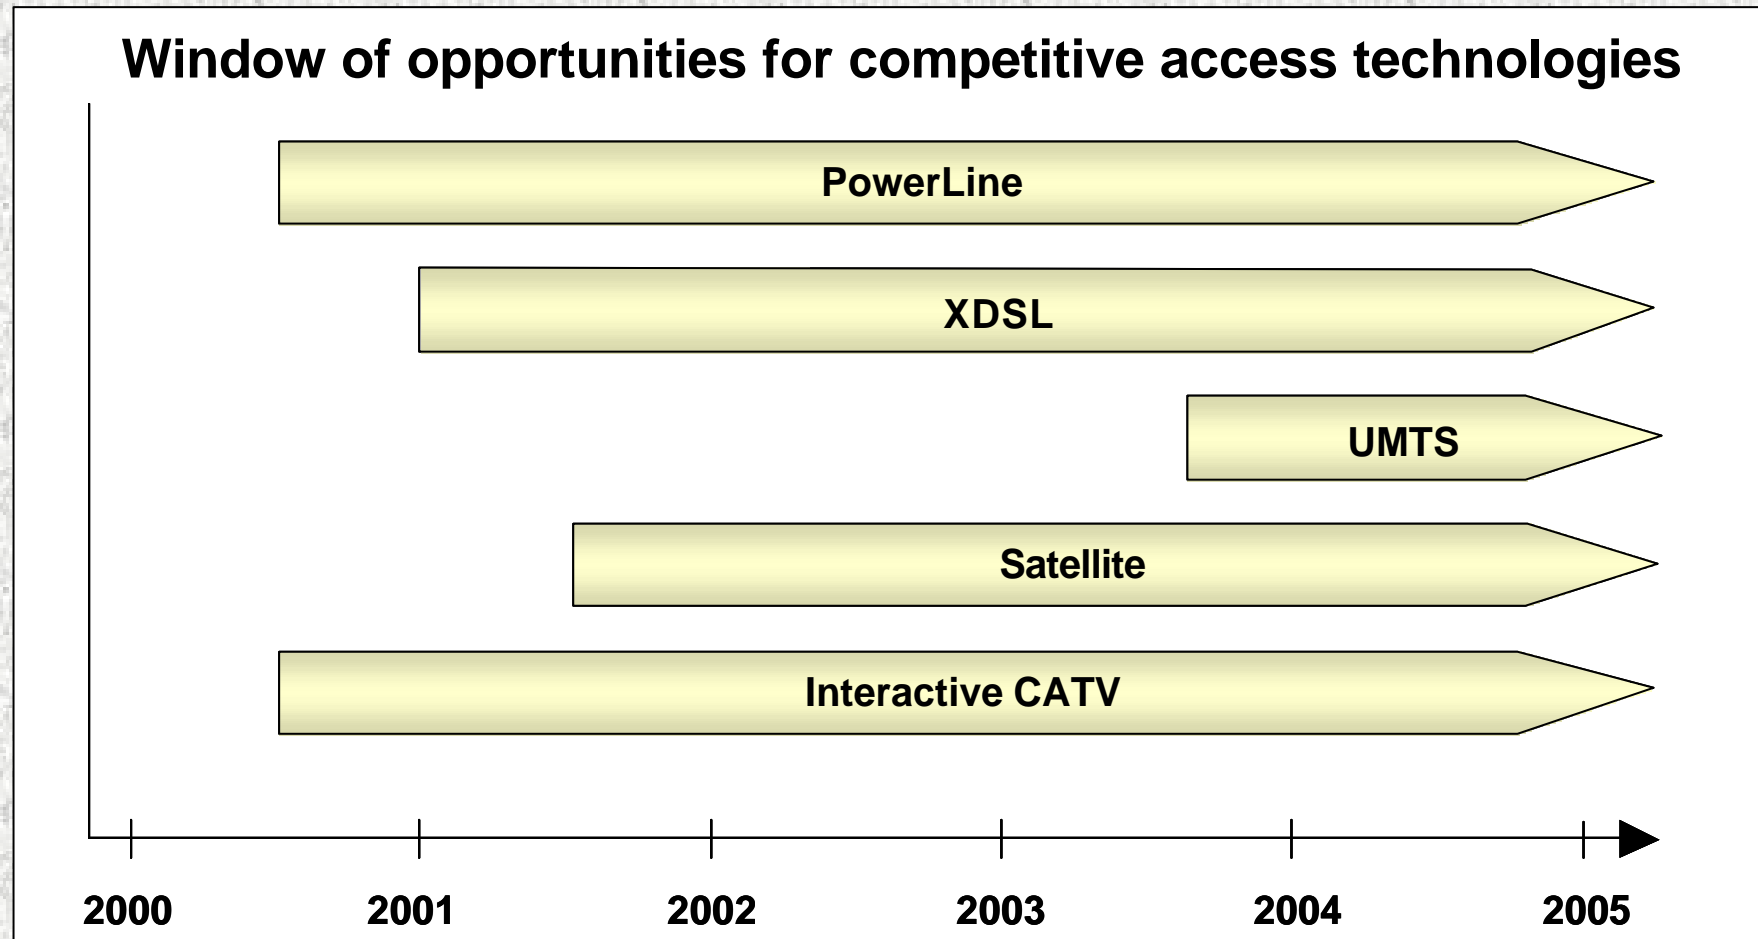 Window of opportunities for competitive access technologies
PowerLine
XDSL
UMTS
Satellite
Interactive CATV
2000 2001 2002 2003 2004 2005